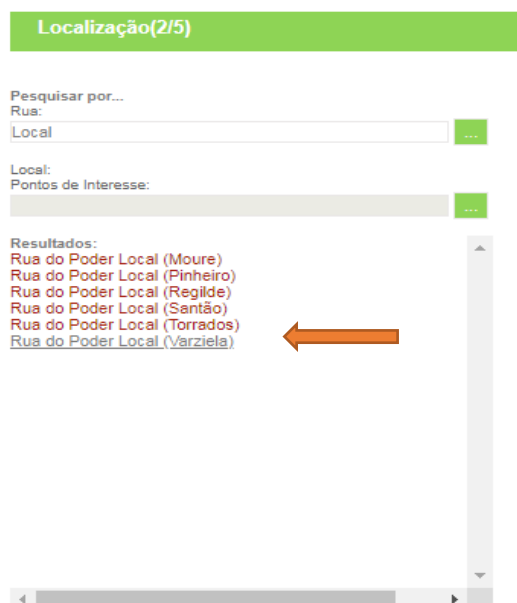 Localização(2/5)
Pesquisar por...
Rua:
Local
...
Local:
Pontos de Interesse:
...
Resultados:
Rua do Poder Local (Moure)
Rua do Poder Local (Pinheiro)
Rua do Poder Local (Regilde)
Rua do Poder Local (Santão)
Rua do Poder Local (Torrados)
Rua do Poder Local (Varziela)